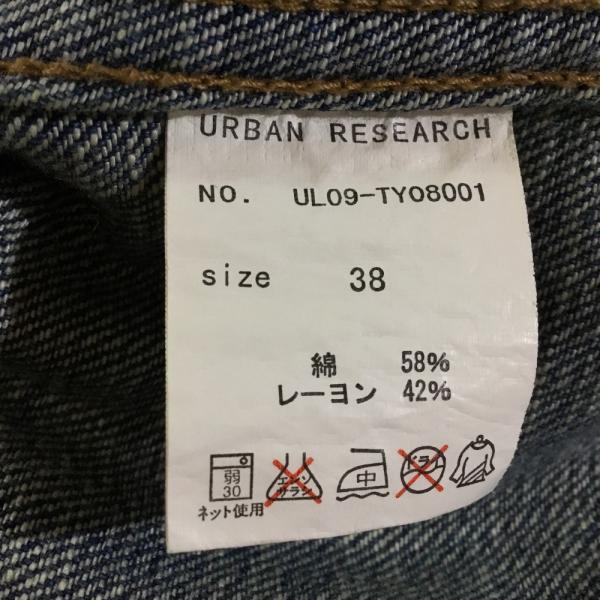 URBAN RESEARCH
NO. UL09-TY08001
size 38
綿 58%
レーヨン 42%
弱 30
エンソ サラシ
中
ドライ
ネット使用